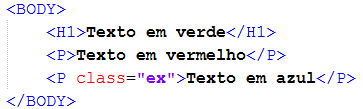 <BODY>
<H1>Texto em verde</H1>
<P>Texto em vermelho</P>
<P class="ex">Texto em azul</P>
</BODY>